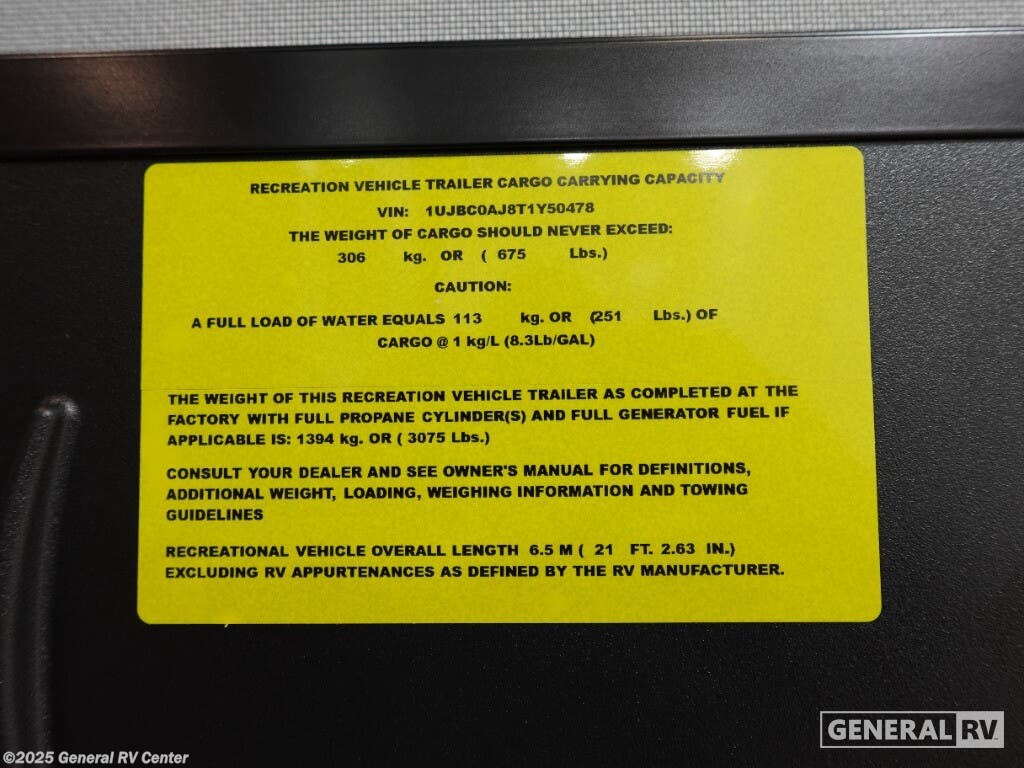 RECREATION VEHICLE TRAILER CARGO CARRYING CAPACITY
VIN: 1UJBC0AJ8T1Y50478
THE WEIGHT OF CARGO SHOULD NEVER EXCEED:
306 kg. OR ( 675 Lbs.)
CAUTION:
A FULL LOAD OF WATER EQUALS 113 kg. OR (251 Lbs.) OF
CARGO @ 1 kg/L (8.3Lb/GAL)
THE WEIGHT OF THIS RECREATION VEHICLE TRAILER AS COMPLETED AT THE
FACTORY WITH FULL PROPANE CYLINDER(S) AND FULL GENERATOR FUEL IF
APPLICABLE IS: 1394 kg. OR ( 3075 Lbs.)
CONSULT YOUR DEALER AND SEE OWNER'S MANUAL FOR DEFINITIONS,
ADDITIONAL WEIGHT, LOADING, WEIGHING INFORMATION AND TOWING
GUIDELINES
RECREATIONAL VEHICLE OVERALL LENGTH 6.5 M ( 21 FT. 2.63 IN.)
EXCLUDING RV APPURTENANCES AS DEFINED BY THE RV MANUFACTURER.
GENERAL RV
©2025 General RV Center